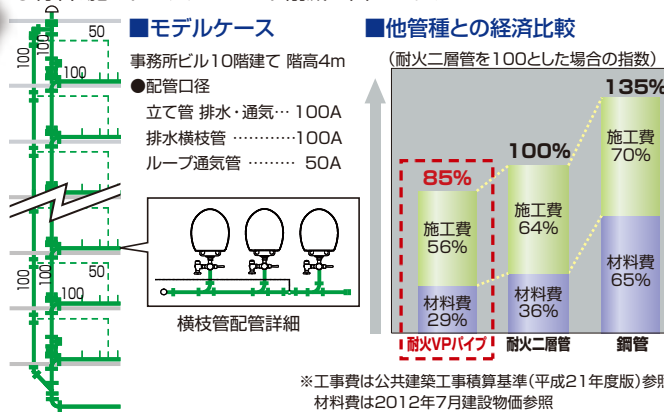 ■モデルケース
事務所ビル10階建て 階高4m
●配管口径
立て管 排水・通気… 100A
排水横枝管 …………100A
ループ通気管 ……… 50A
100
100
50
100
100
100
50
100
横枝管配管詳細
■他管種との経済比較
(耐火二層管を100とした場合の指数)
85%
100%
135%
施工費
56%
施工費
64%
施工費
70%
材料費
29%
材料費
36%
材料費
65%
耐火VPパイプ
耐火二層管
鋼管
※工事費は公共建築工事積算基準(平成21年度版)参照
材料費は2012年7月建設物価参照